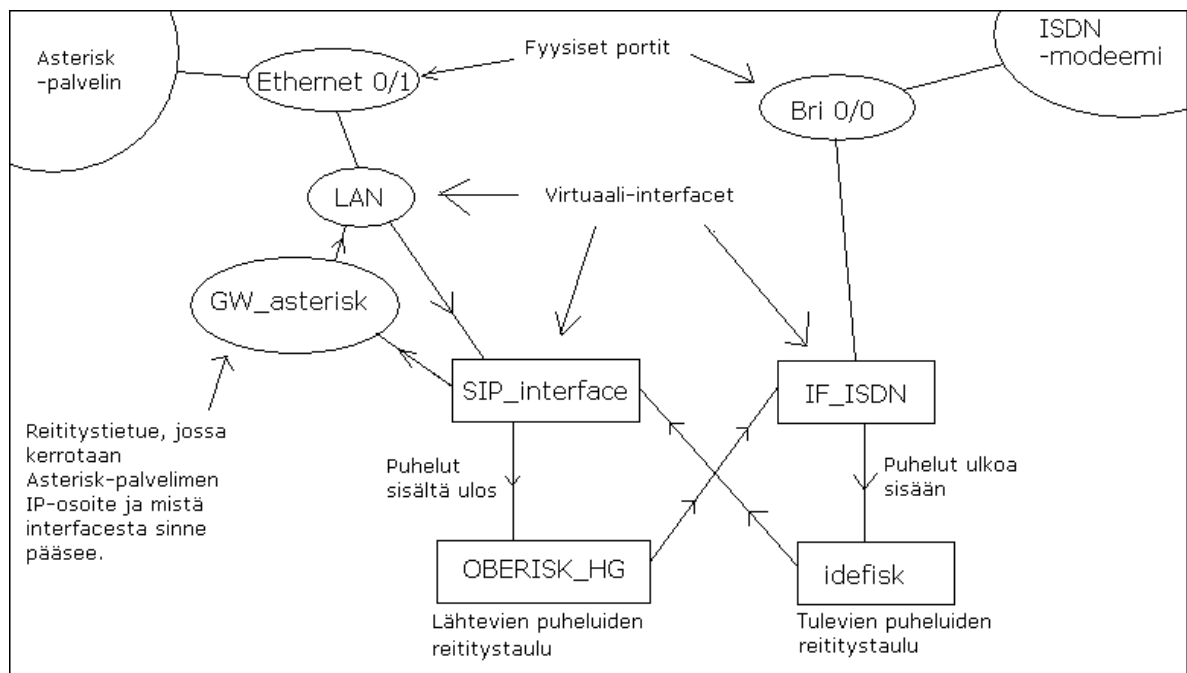 Asterisk
-palvelin
Ethernet 0/1
Fyysiset portit
ISDN
-modeemi
Bri 0/0
LAN
Virtuaali-interfacet
GW_asterisk
SIP_interface
IF_ISDN
Reititystietue, jossa
kerrotaan
Asterisk-palvelimen
IP-osoite ja mistä
interfacesta sinne
pääsee.
Puhelut
sisältä ulos
Puhelut ulkoa
sisään
OBERISK_HG
idefisk
Lähtevien puheluiden
reititystaulu
Tulevien puheluiden
reititystaulu